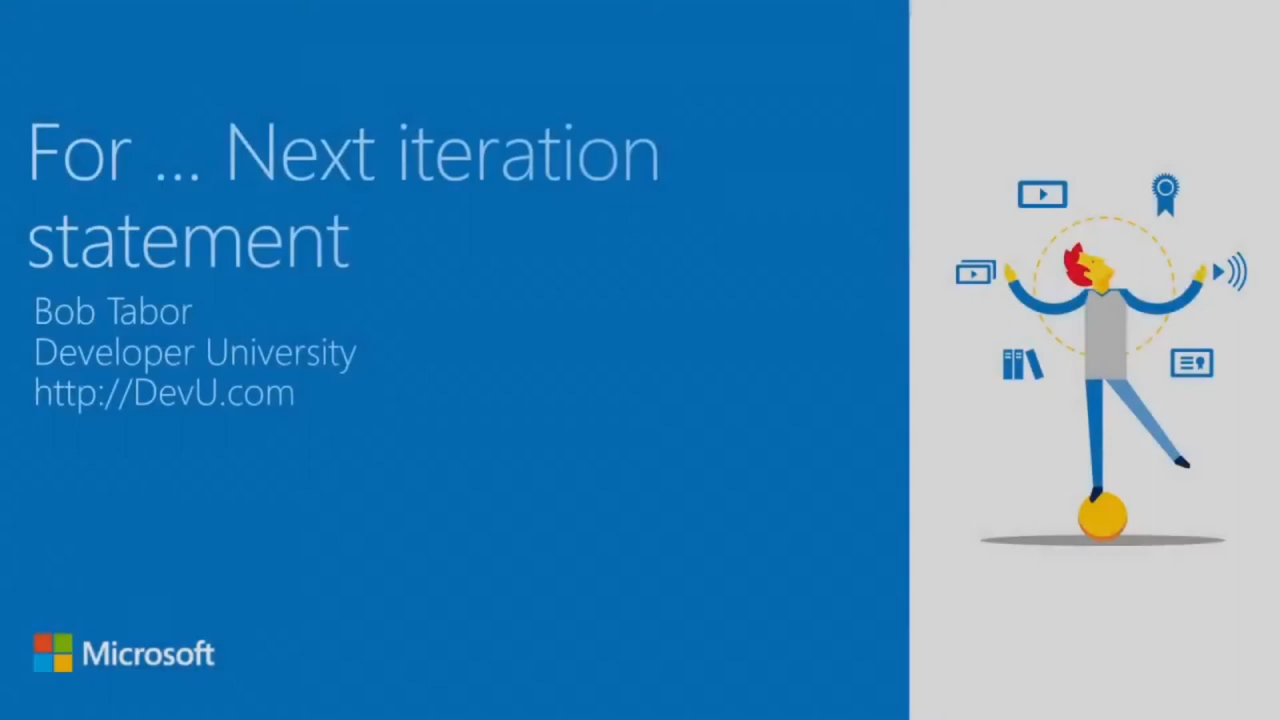 For ... Next iteration
statement
Bob Tabor
Developer University
http://DevU.com
Microsoft